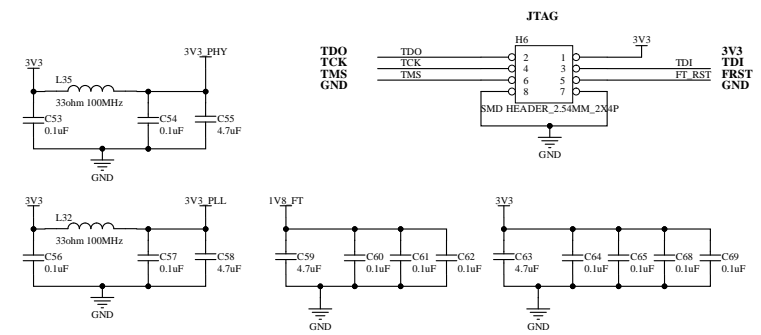 JTAG
3V3
3V3_PHY
L35
33ohm 100MHz
C53
0.1uF
C54
0.1uF
C55
4.7uF
GND
TDO
TCK
TMS
GND
TDO
TCK
TMS
H6
2 1
4 3
6 5
8 7
SMD HEADER_2.54MM_2X4P
3V3
TDI
FT_RST
3V3
TDI
FRST
GND
GND
3V3
3V3_PLL
L32
33ohm 100MHz
C56
0.1uF
C57
0.1uF
C58
4.7uF
GND
1V8_FT
C59
4.7uF
C60
0.1uF
C61
0.1uF
C62
0.1uF
GND
3V3
C63
4.7uF
C64
0.1uF
C65
0.1uF
C68
0.1uF
C69
0.1uF
GND